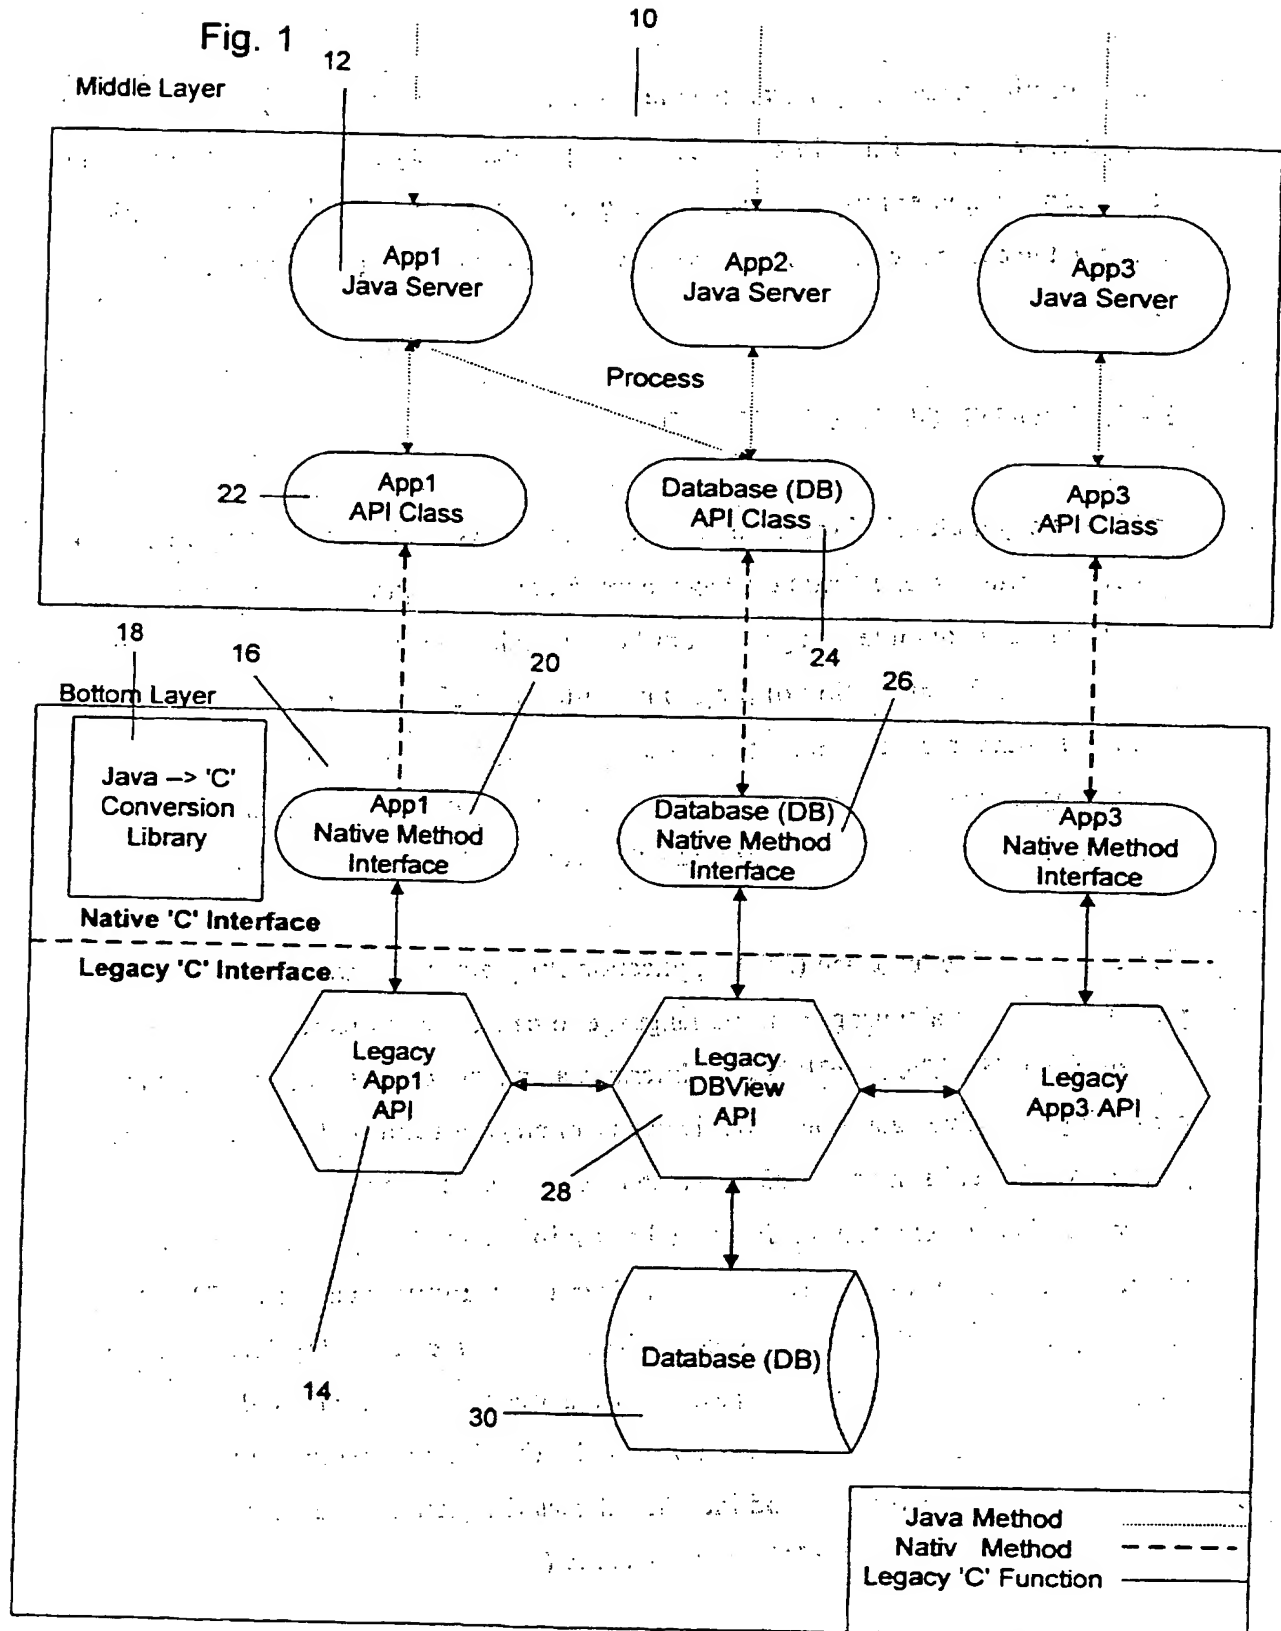 Fig. 1
10
12
Middle Layer
App1
Java Server
App2
Java Server
App3
Java Server
Process
22
App1
API Class
Database (DB)
API Class
App3
API Class
18
16
20
24
26
Bottom Layer
Java --> 'C'
Conversion
Library
App1
Native Method
Interface
Database (DB)
Native Method
Interface
App3
Native Method
Interface
Native 'C' Interface
Legacy 'C' Interface
Legacy
App1
API
Legacy
DBView
API
Legacy
App3 API
28
Database (DB)
14
30
Java Method
Nativ Method
Legacy 'C' Function